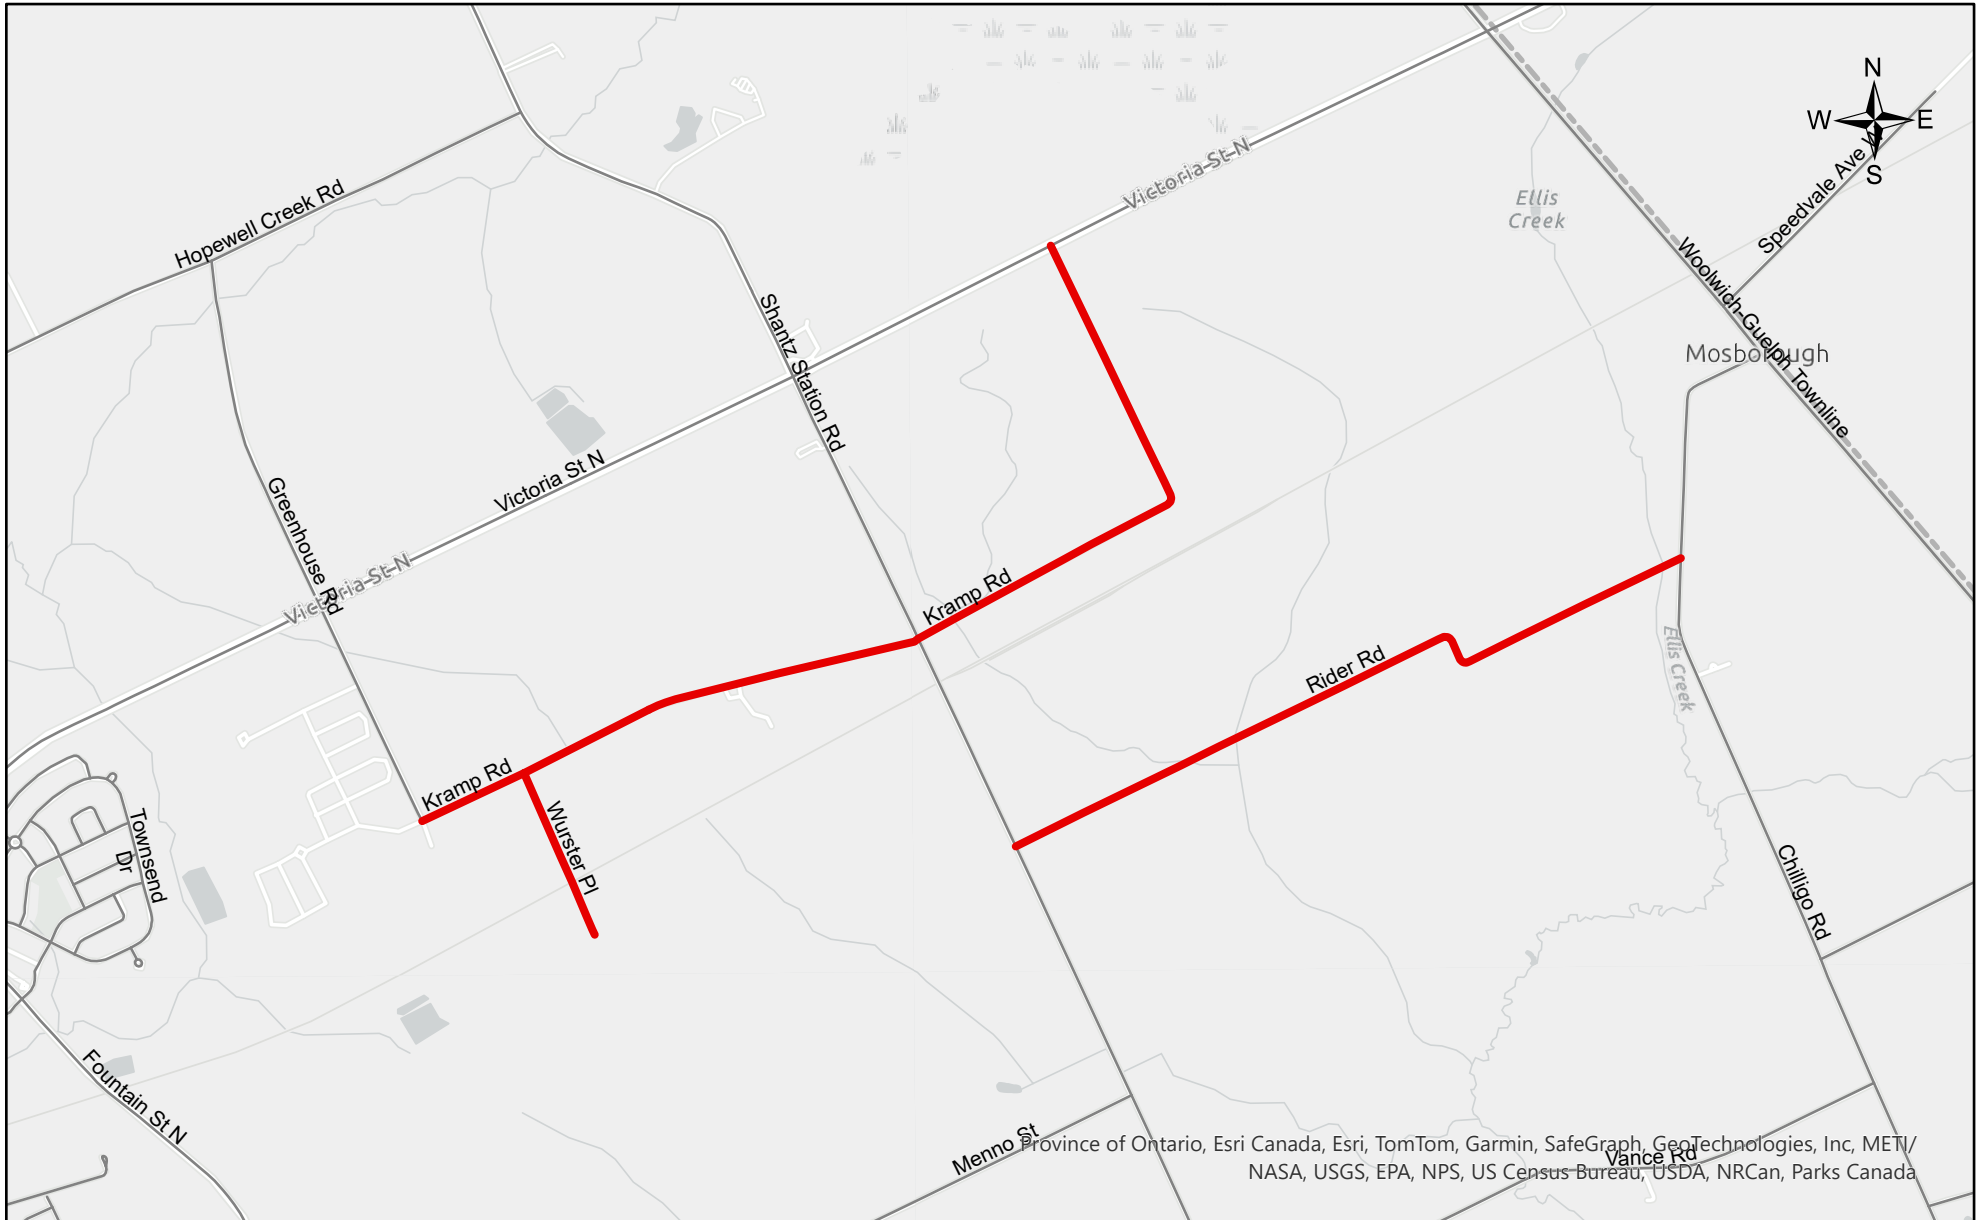 N
W
E
S
Speedvale Ave W
Victoria St N
Ellis
Creek
Hopewell Creek Rd
Woolwich-Guelph Townline
Shantz Station Rd
Mosborough
Victoria St N
Greenhouse Rd
Victoria St N
Kramp Rd
Rider Rd
Ellis Creek
Kramp Rd
Wurster Pl
Townsend
Dr
Chilligo Rd
Fountain St N
Menno St
Vance Rd
Province of Ontario, Esri Canada, Esri, TomTom, Garmin, SafeGraph, GeoTechnologies, Inc, METI/
NASA, USGS, EPA, NPS, US Census Bureau, USDA, NRCan, Parks Canada